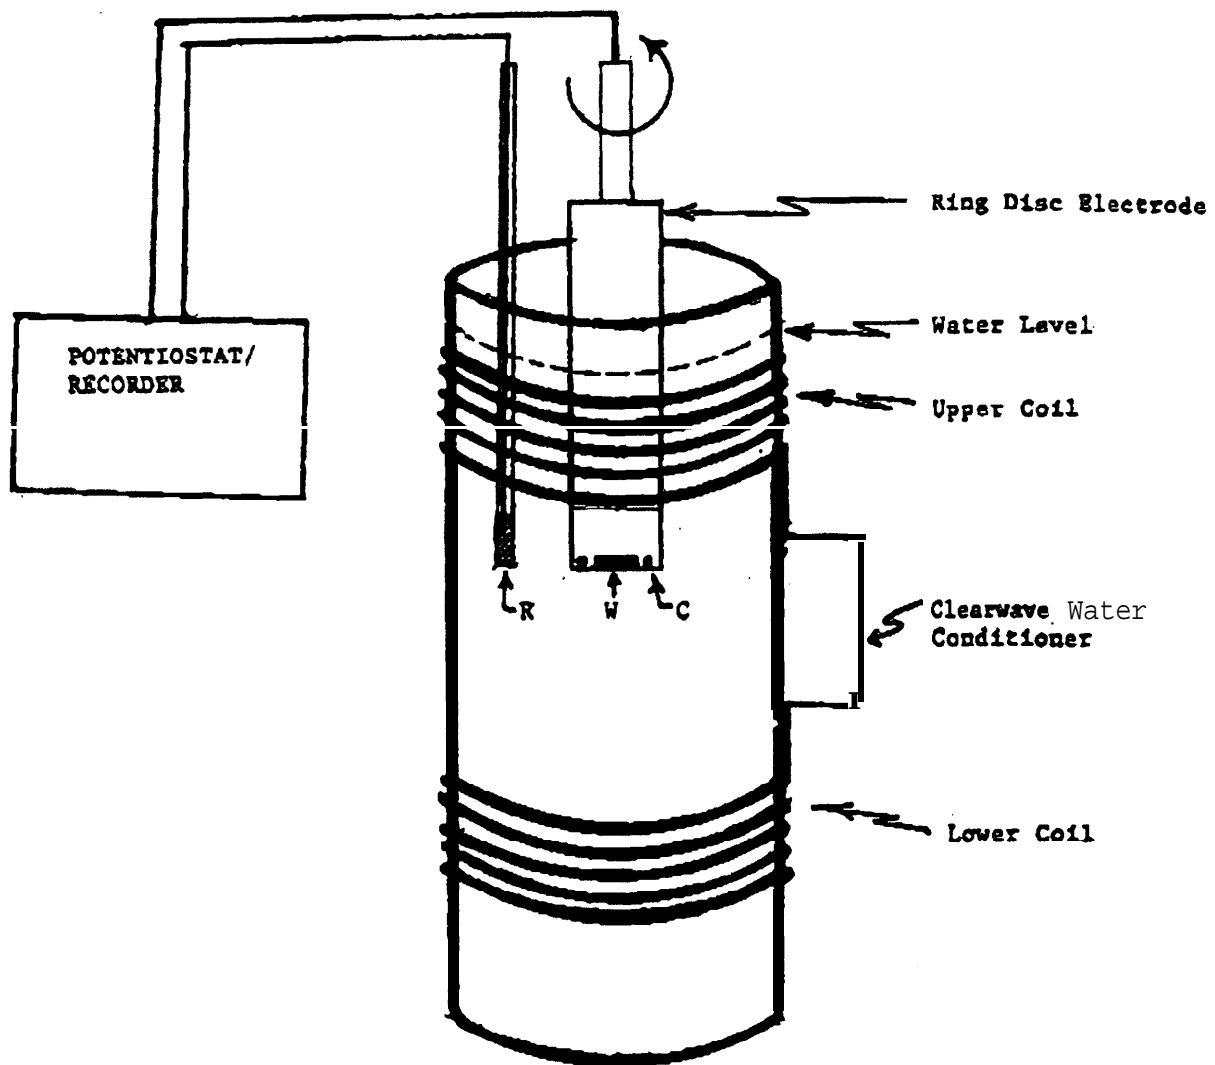 Ring Disc Electrode
POTENTIOSTAT/
RECORDER
Water Level
Upper Coil
R
W
C
Clearwave Water
Conditioner
Lower Coil